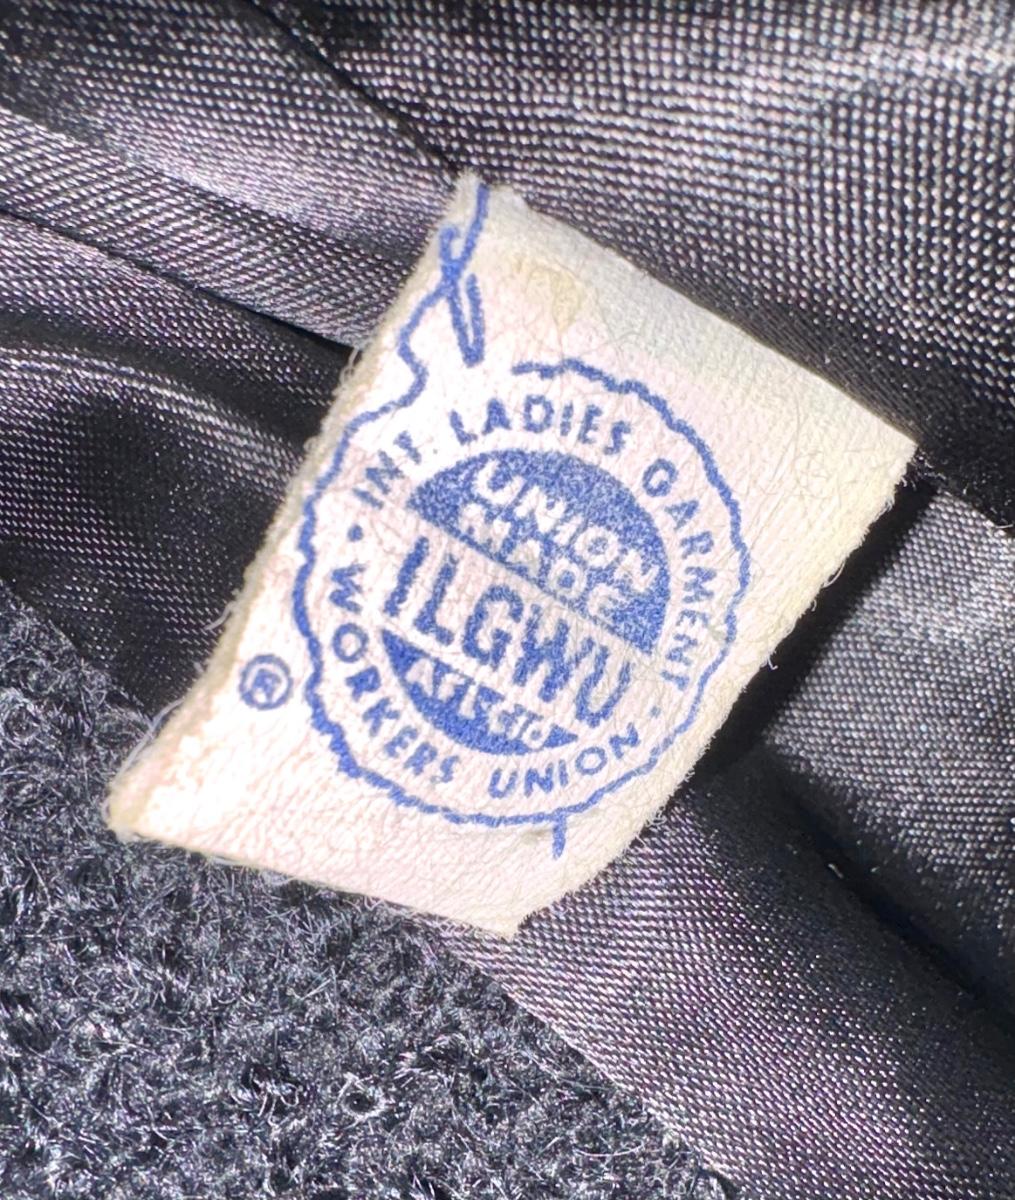 INT. LADIES GARMENT
UNION
MADE
ILGWU
AFL-CIO
WORKERS UNION
®